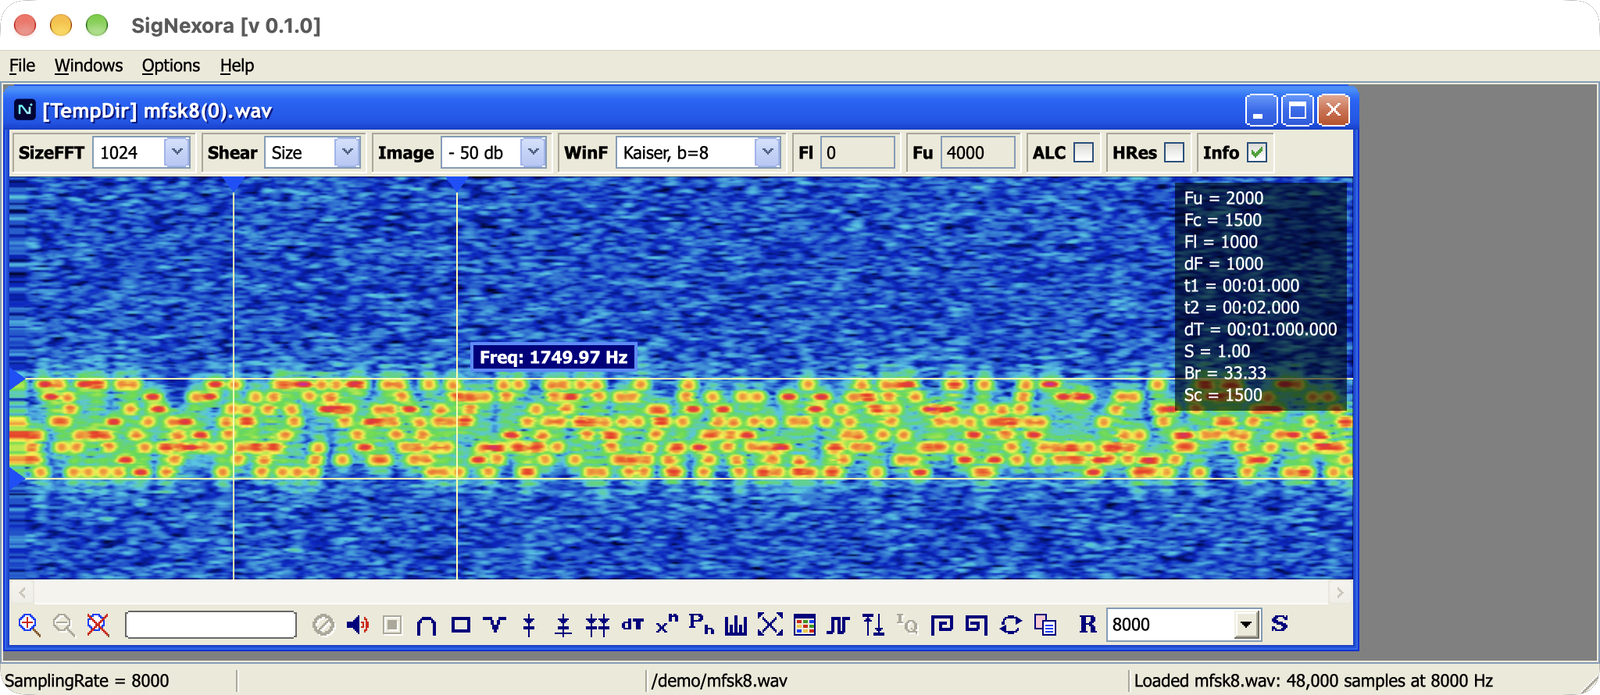 SigNexora [v 0.1.0]
File Windows Options Help
[TempDir] mfsk8(0).wav
SizeFFT 1024 Shear Size Image - 50 db WinF Kaiser, b=8 Fl 0 Fu 4000 ALC HRes Info
Fu = 2000
Fc = 1500
Fl = 1000
dF = 1000
t1 = 00:01.000
t2 = 00:02.000
dT = 00:01.000.000
S = 1.00
Br = 33.33
Sc = 1500
Freq: 1749.97 Hz
dT xⁿ Ph IQ R 8000 S
SamplingRate = 8000 /demo/mfsk8.wav Loaded mfsk8.wav: 48,000 samples at 8000 Hz